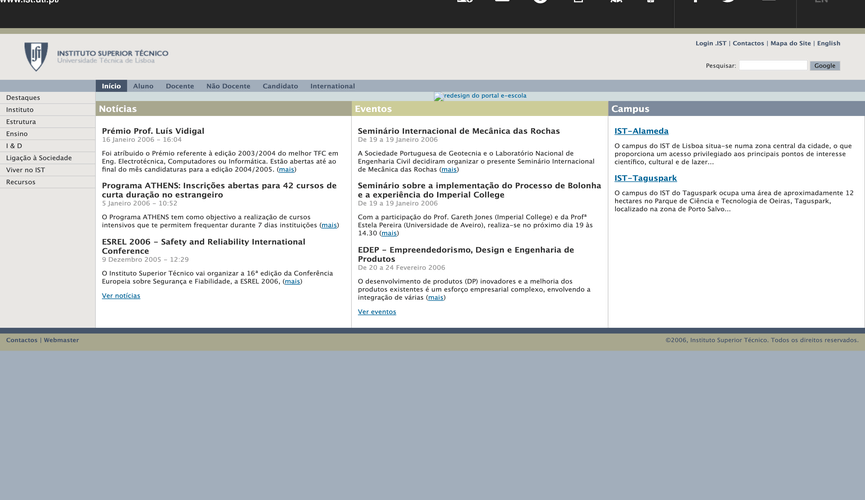 www.ist.utl.pt
EN
INSTITUTO SUPERIOR TÉCNICO
Universidade Técnica de Lisboa
Login .IST | Contactos | Mapa do Site | English
Pesquisar:
Google
Início
Aluno
Docente
Não Docente
Candidato
International
Destaques
Instituto
Estrutura
Ensino
I & D
Ligação à Sociedade
Viver no IST
Recursos
redesign do portal e-escola
Notícias
Prémio Prof. Luís Vidigal
16 Janeiro 2006 - 16:04
Foi atribuído o Prémio referente à edição 2003/2004 do melhor TFC em
Eng. Electrotécnica, Computadores ou Informática. Estão abertas até ao
final do mês candidaturas para a edição 2004/2005. (mais)
Programa ATHENS: Inscrições abertas para 42 cursos de
curta duração no estrangeiro
5 Janeiro 2006 - 10:52
O Programa ATHENS tem como objectivo a realização de cursos
intensivos que te permitem frequentar durante 7 dias instituições (mais)
ESREL 2006 - Safety and Reliability International
Conference
9 Dezembro 2005 - 12:29
O Instituto Superior Técnico vai organizar a 16ª edição da Conferência
Europeia sobre Segurança e Fiabilidade, a ESREL 2006, (mais)
Ver notícias
Eventos
Seminário Internacional de Mecânica das Rochas
De 19 a 19 Janeiro 2006
A Sociedade Portuguesa de Geotecnia e o Laboratório Nacional de
Engenharia Civil decidiram organizar o presente Seminário Internacional
de Mecânica das Rochas (mais)
Seminário sobre a implementação do Processo de Bolonha
e a experiência do Imperial College
De 19 a 19 Janeiro 2006
Com a participação do Prof. Gareth Jones (Imperial College) e da Profª
Estela Pereira (Universidade de Aveiro), realiza-se no próximo dia 19 às
14.30 (mais)
EDEP - Empreendedorismo, Design e Engenharia de
Produtos
De 20 a 24 Fevereiro 2006
O desenvolvimento de produtos (DP) inovadores e a melhoria dos
produtos existentes é um esforço empresarial complexo, envolvendo a
integração de várias (mais)
Ver eventos
Campus
IST-Alameda
O campus do IST de Lisboa situa-se numa zona central da cidade, o que
proporciona um acesso privilegiado aos principais pontos de interesse
científico, cultural e de lazer...
IST-Taguspark
O campus do IST do Taguspark ocupa uma área de aproximadamente 12
hectares no Parque de Ciência e Tecnologia de Oeiras, Taguspark,
localizado na zona de Porto Salvo...
Contactos | Webmaster
©2006, Instituto Superior Técnico. Todos os direitos reservados.